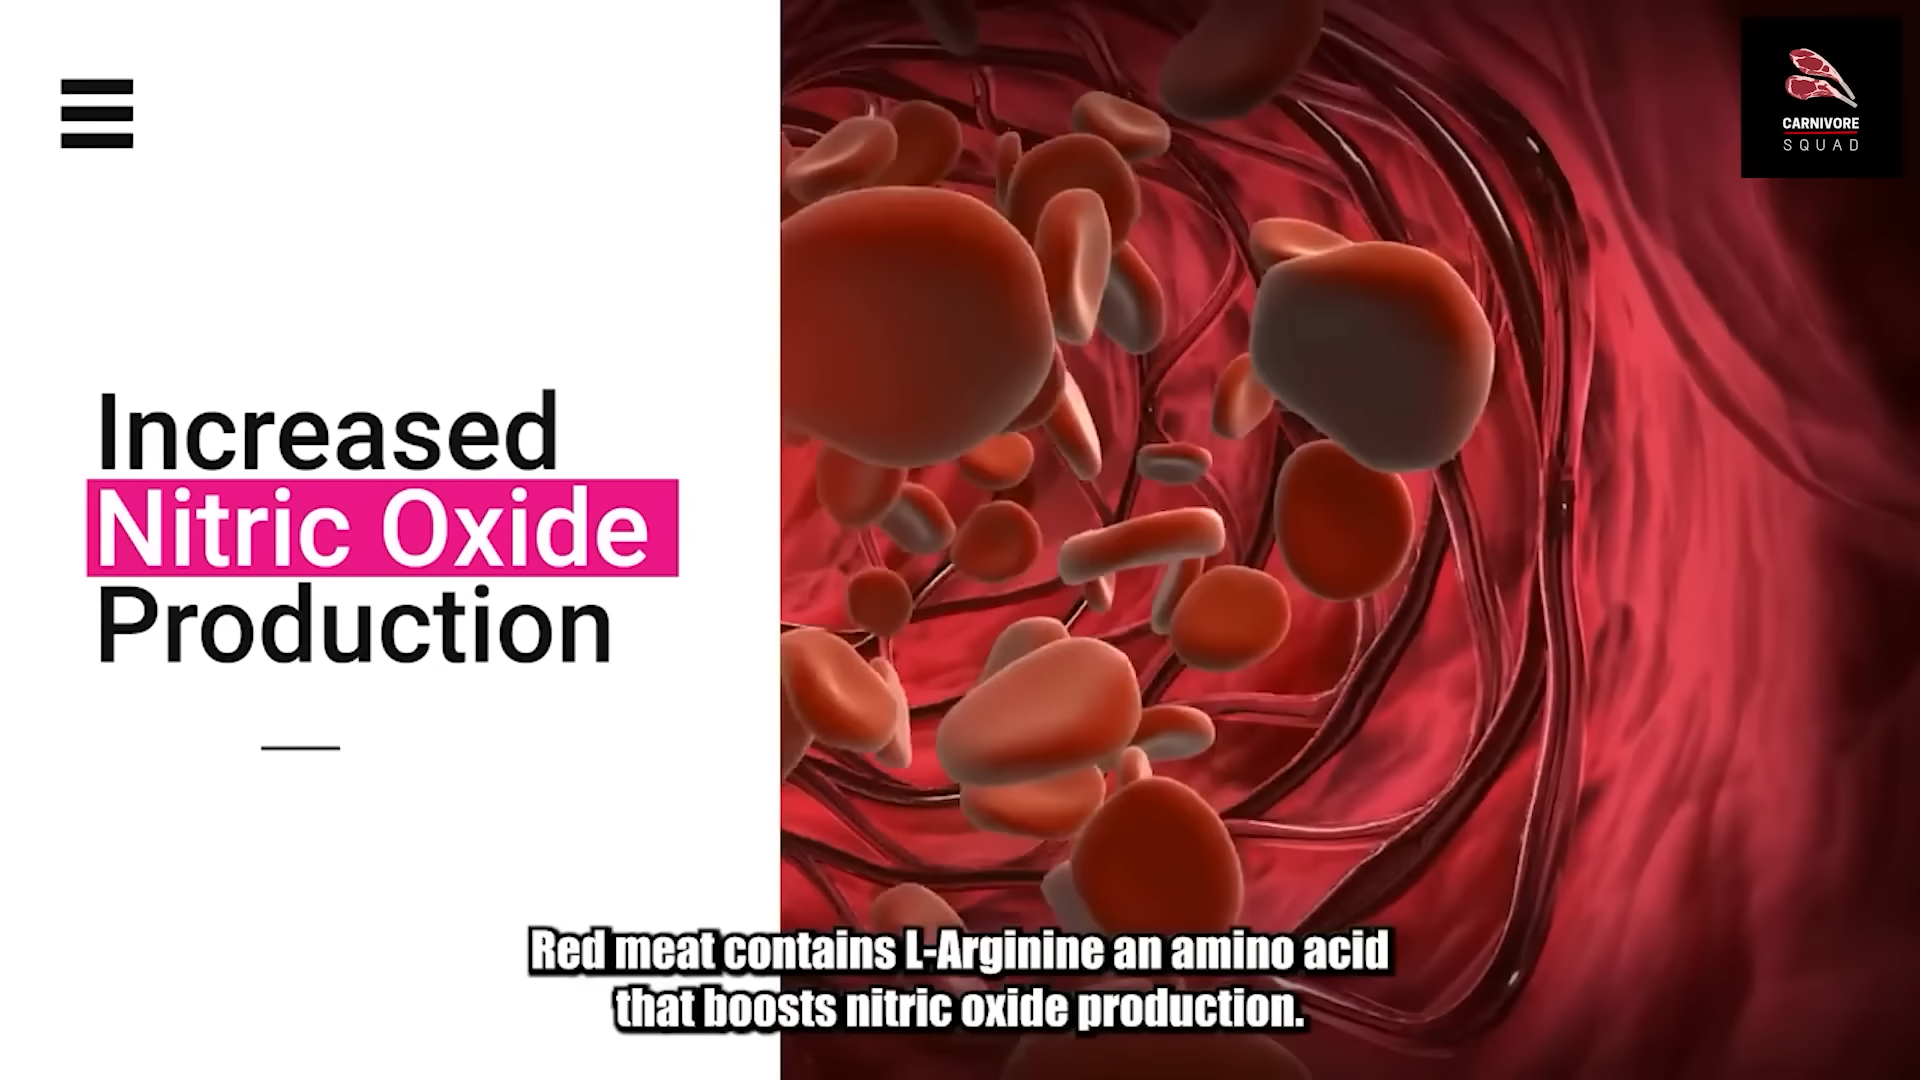 CARNIVORE
SQUAD
Increased
Nitric Oxide
Production
Red meat contains L-Arginine an amino acid
that boosts nitric oxide production.